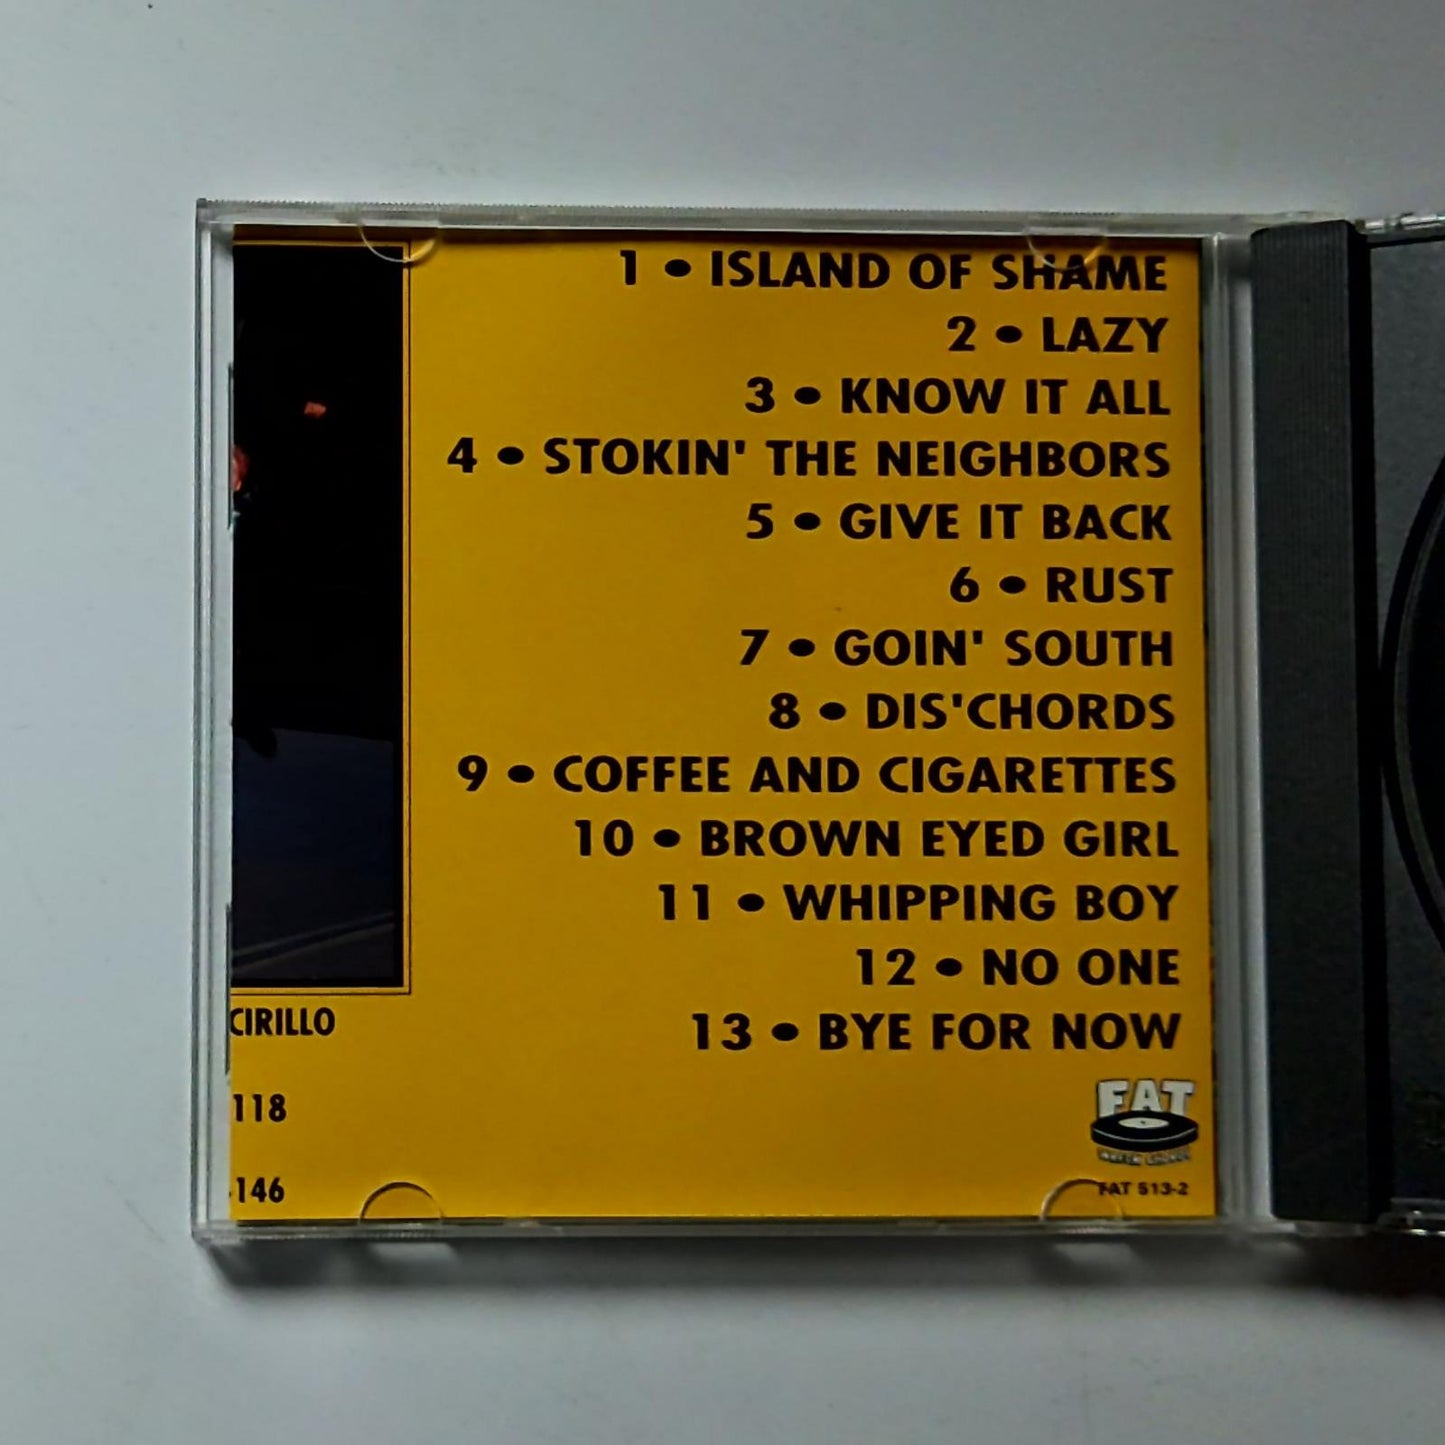 1 • ISLAND OF SHAME
2 • LAZY
3 • KNOW IT ALL
4 • STOKIN' THE NEIGHBORS
5 • GIVE IT BACK
6 • RUST
7 • GOIN' SOUTH
8 • DIS'CHORDS
9 • COFFEE AND CIGARETTES
10 • BROWN EYED GIRL
11 • WHIPPING BOY
12 • NO ONE
13 • BYE FOR NOW
CIRILLO
118
146
FAT
FAT 513-2